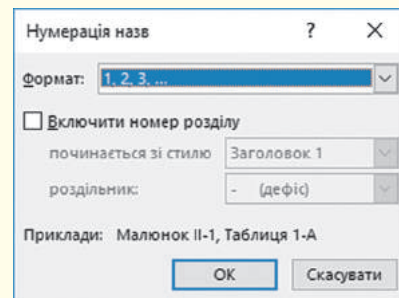 Нумерація назв ? ×
Формат: 1, 2, 3, ...
Включити номер розділу
починається зі стилю Заголовок 1
роздільник: - (дефіс)
Приклади: Малюнок II-1, Таблиця 1-A
ОК Скасувати